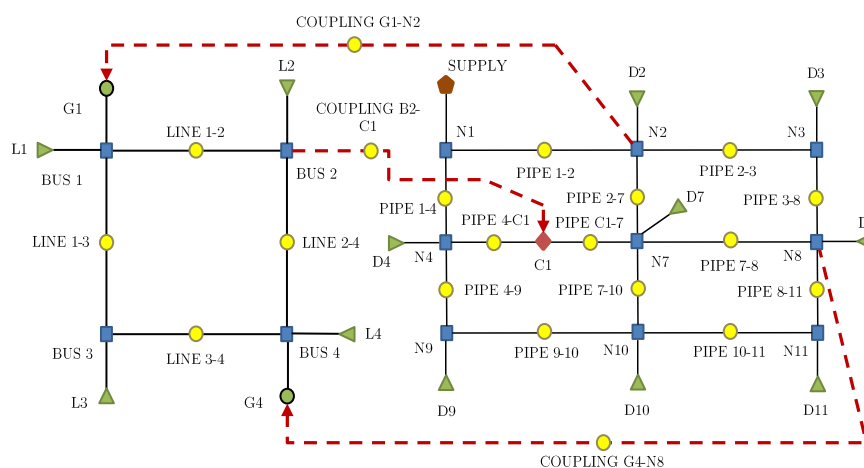 COUPLING G1-N2
SUPPLY
L2
D2
D3
G1
COUPLING B2-
C1
LINE 1-2
N1
N2
N3
L1
BUS 1
BUS 2
PIPE 1-2
PIPE 2-3
PIPE 1-4
PIPE 2-7
D7
PIPE 3-8
PIPE 4-C1
PIPE C1-7
D
LINE 1-3
LINE 2-4
D4
N4
C1
N7
PIPE 7-8
N8
PIPE 4-9
PIPE 7-10
PIPE 8-11
BUS 3
LINE 3-4
BUS 4
L4
N9
PIPE 9-10
N10
PIPE 10-11
N11
L3
G4
D9
D10
D11
COUPLING G4-N8